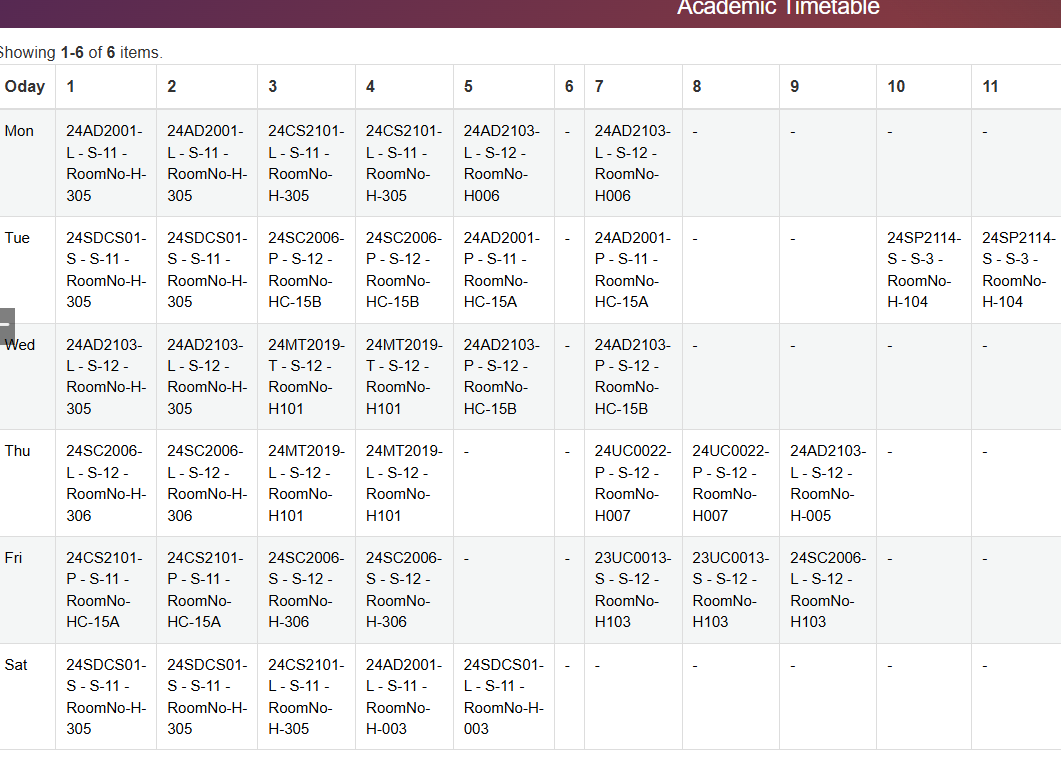 Academic Timetable
Showing 1-6 of 6 items.
Oday 1 2 3 4 5 6 7 8 9 10 11
Mon 24AD2001- 24AD2001- 24CS2101- 24CS2101- 24AD2103- - 24AD2103- - - - -
L - S-11 - L - S-11 - L - S-11 - L - S-11 - L - S-12 - L - S-12 -
RoomNo-H- RoomNo-H- RoomNo- RoomNo- RoomNo- RoomNo-
305 305 H-305 H-305 H006 H006
Tue 24SDCS01- 24SDCS01- 24SC2006- 24SC2006- 24AD2001- - 24AD2001- - - 24SP2114- 24SP2114-
S - S-11 - S - S-11 - P - S-12 - P - S-12 - P - S-11 - P - S-11 - S - S-3 - S - S-3 -
RoomNo-H- RoomNo-H- RoomNo- RoomNo- RoomNo- RoomNo- RoomNo- RoomNo-
305 305 HC-15B HC-15B HC-15A HC-15A H-104 H-104
Wed 24AD2103- 24AD2103- 24MT2019- 24MT2019- 24AD2103- - 24AD2103- - - - -
L - S-12 - L - S-12 - T - S-12 - T - S-12 - P - S-12 - P - S-12 -
RoomNo-H- RoomNo-H- RoomNo- RoomNo- RoomNo- RoomNo-
305 305 H101 H101 HC-15B HC-15B
Thu 24SC2006- 24SC2006- 24MT2019- 24MT2019- - - 24UC0022- 24UC0022- 24AD2103- - -
L - S-12 - L - S-12 - L - S-12 - L - S-12 - P - S-12 - P - S-12 - L - S-12 -
RoomNo-H- RoomNo-H- RoomNo- RoomNo- RoomNo- RoomNo- RoomNo-
306 306 H101 H101 H007 H007 H-005
Fri 24CS2101- 24CS2101- 24SC2006- 24SC2006- - - 23UC0013- 23UC0013- 24SC2006- - -
P - S-11 - P - S-11 - S - S-12 - S - S-12 - S - S-12 - S - S-12 - L - S-12 -
RoomNo- RoomNo- RoomNo- RoomNo- RoomNo- RoomNo- RoomNo-
HC-15A HC-15A H-306 H-306 H103 H103 H103
Sat 24SDCS01- 24SDCS01- 24CS2101- 24AD2001- 24SDCS01- - - - - - -
S - S-11 - S - S-11 - L - S-11 - L - S-11 - L - S-11 -
RoomNo-H- RoomNo-H- RoomNo- RoomNo- RoomNo-H-
305 305 H-305 H-003 003